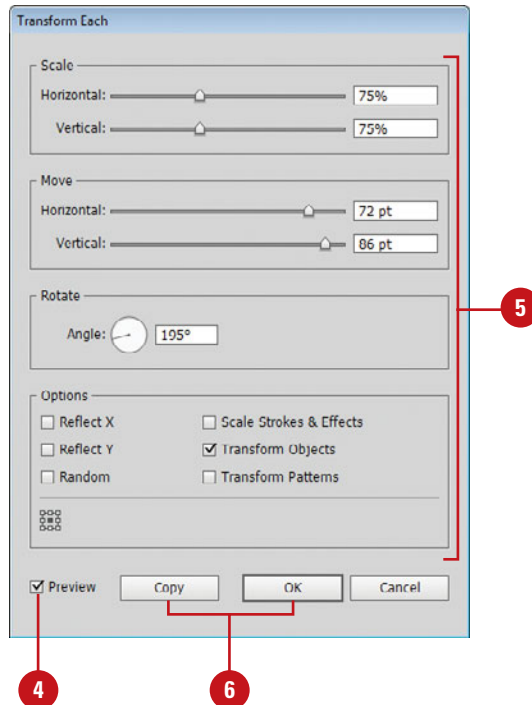 Transform Each
Scale
Horizontal: 75%
Vertical: 75%
Move
Horizontal: 72 pt
Vertical: 86 pt
5
Rotate
Angle: 195°
Options
Reflect X Scale Strokes & Effects
Reflect Y Transform Objects
Random Transform Patterns
Preview Copy OK Cancel
4 6